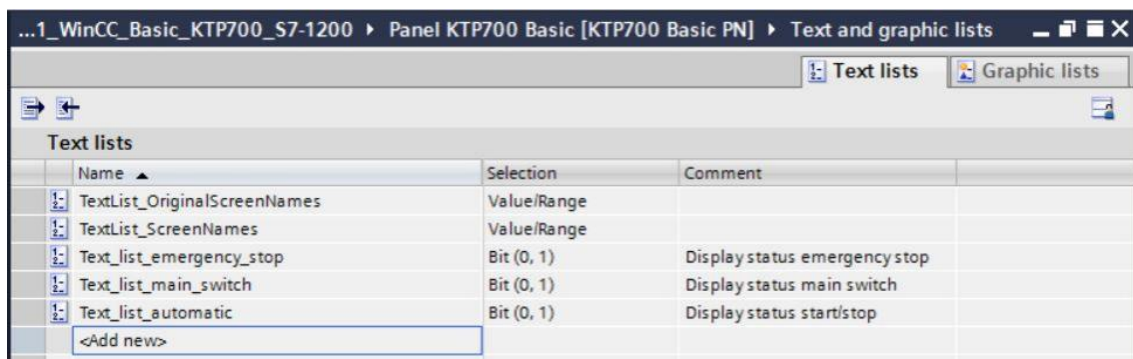 ...1_WinCC_Basic_KTP700_S7-1200 ▸ Panel KTP700 Basic [KTP700 Basic PN] ▸ Text and graphic lists
Text lists Graphic lists
Text lists
Name Selection Comment
TextList_OriginalScreenNames Value/Range
TextList_ScreenNames Value/Range
Text_list_emergency_stop Bit (0, 1) Display status emergency stop
Text_list_main_switch Bit (0, 1) Display status main switch
Text_list_automatic Bit (0, 1) Display status start/stop
<Add new>